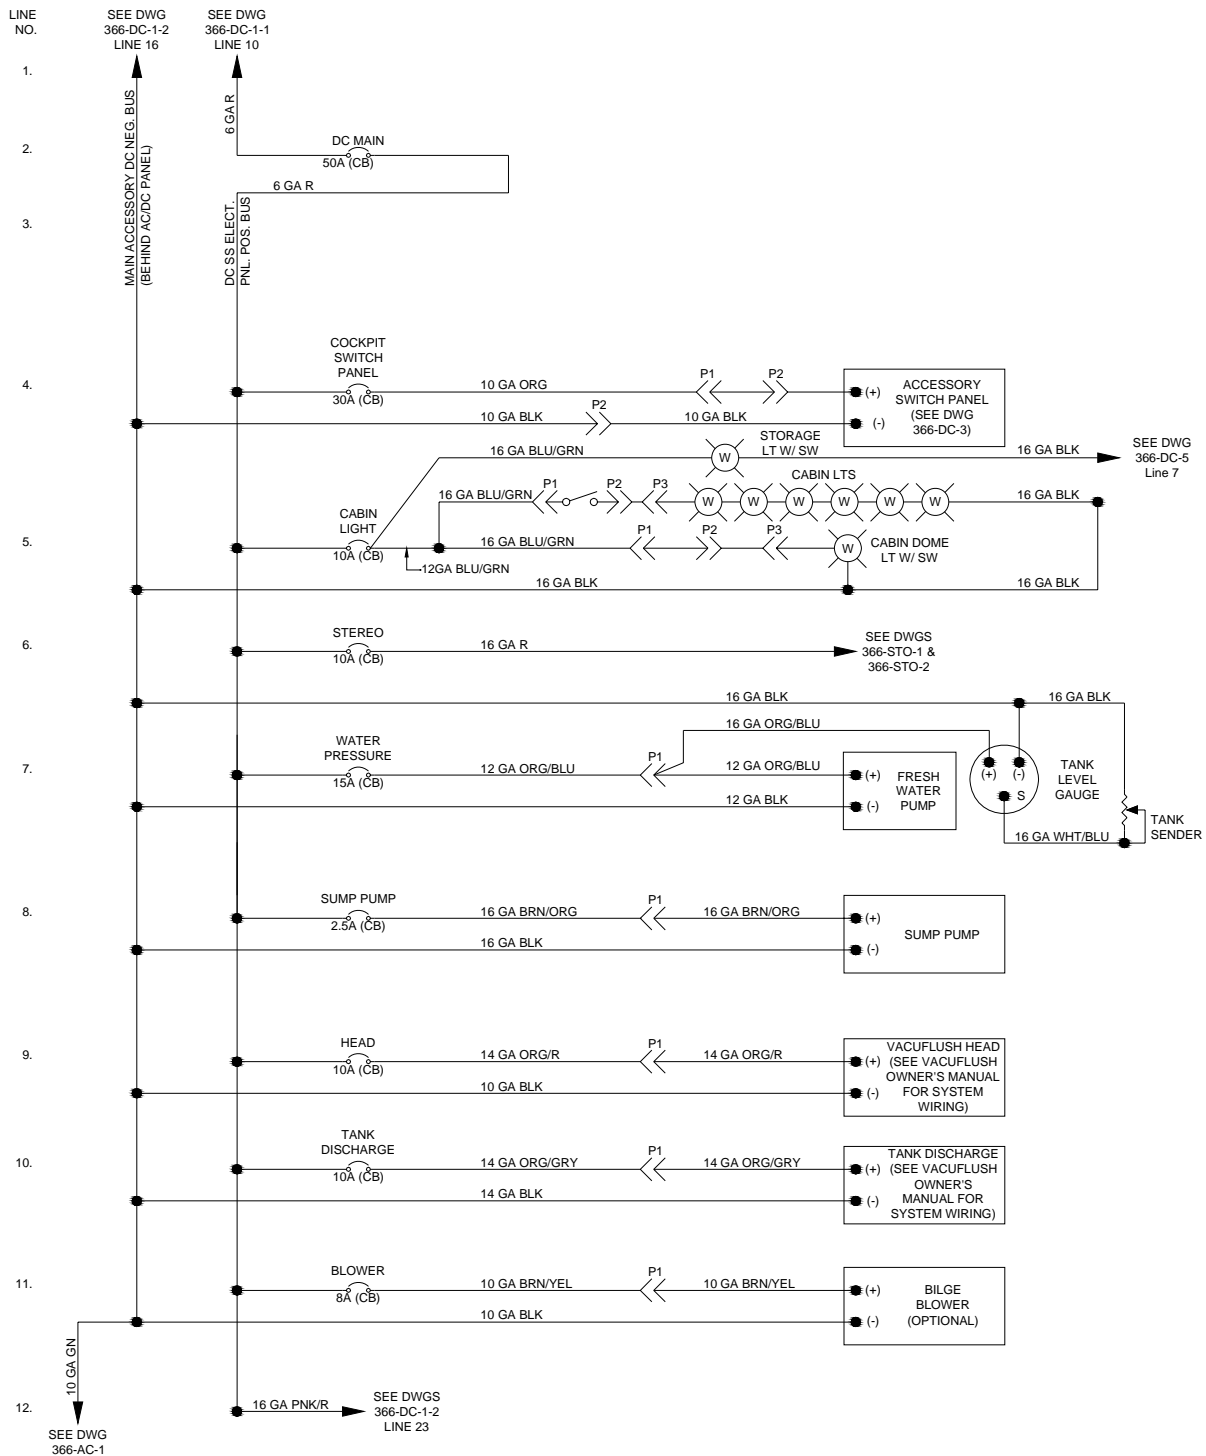 LINE
NO.
SEE DWG
366-DC-1-2
LINE 16
SEE DWG
366-DC-1-1
LINE 10
1.
MAIN ACCESSORY DC NEG. BUS
(BEHIND AC/DC PANEL)
6 GA R
2.
DC MAIN
50A (CB)
6 GA R
DC SS ELECT.
PNL. POS. BUS
3.
4.
COCKPIT
SWITCH
PANEL
30A (CB)
10 GA ORG
P1
P2
(+)
ACCESSORY
SWITCH PANEL
(SEE DWG
366-DC-3)
10 GA BLK
P2
10 GA BLK
(-)
16 GA BLU/GRN
W
STORAGE
LT W/ SW
16 GA BLK
SEE DWG
366-DC-5
Line 7
16 GA BLU/GRN
P1
P2
P3
CABIN LTS
W
W
W
W
W
W
16 GA BLK
5.
CABIN
LIGHT
10A (CB)
16 GA BLU/GRN
12GA BLU/GRN
P1
P2
P3
W
CABIN DOME
LT W/ SW
16 GA BLK
16 GA BLK
6.
STEREO
10A (CB)
16 GA R
SEE DWGS
366-STO-1 &
366-STO-2
16 GA BLK
16 GA BLK
16 GA ORG/BLU
7.
WATER
PRESSURE
15A (CB)
12 GA ORG/BLU
P1
12 GA ORG/BLU
(+)
FRESH
WATER
PUMP
12 GA BLK
(-)
(+)
(-)
S
TANK
LEVEL
GAUGE
16 GA WHT/BLU
TANK
SENDER
8.
SUMP PUMP
2.5A (CB)
16 GA BRN/ORG
P1
16 GA BRN/ORG
(+)
SUMP PUMP
16 GA BLK
(-)
9.
HEAD
10A (CB)
14 GA ORG/R
P1
14 GA ORG/R
(+)
VACUFLUSH HEAD
(SEE VACUFLUSH
OWNER'S MANUAL
FOR SYSTEM
WIRING)
10 GA BLK
(-)
10.
TANK
DISCHARGE
10A (CB)
14 GA ORG/GRY
P1
14 GA ORG/GRY
(+)
TANK DISCHARGE
(SEE VACUFLUSH
OWNER'S
MANUAL FOR
SYSTEM WIRING)
14 GA BLK
(-)
11.
BLOWER
8A (CB)
10 GA BRN/YEL
P1
10 GA BRN/YEL
(+)
BILGE
BLOWER
(OPTIONAL)
10 GA BLK
(-)
10 GA GN
12.
16 GA PNK/R
SEE DWGS
366-DC-1-2
LINE 23
SEE DWG
366-AC-1